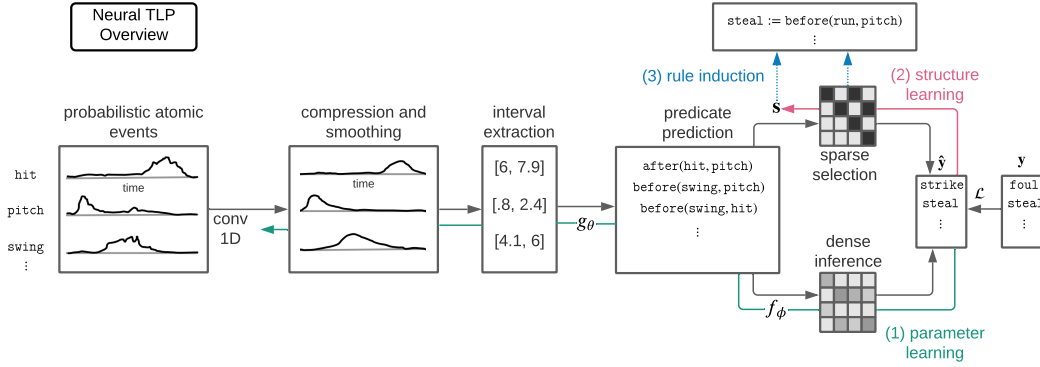 Neural TLP
Overview
probabilistic atomic
events
hit
time
pitch
swing
⋮
conv
1D
compression and
smoothing
time
interval
extraction
[6, 7.9]
[.8, 2.4]
[4.1, 6]
g_θ
predicate
prediction
after(hit, pitch)
before(swing, pitch)
before(swing, hit)
⋮
steal := before(run, pitch)
⋮
(3) rule induction
(2) structure
learning
s
sparse
selection
dense
inference
f_ϕ
(1) parameter
learning
ŷ
strike
steal
⋮
ℒ
y
foul
steal
⋮